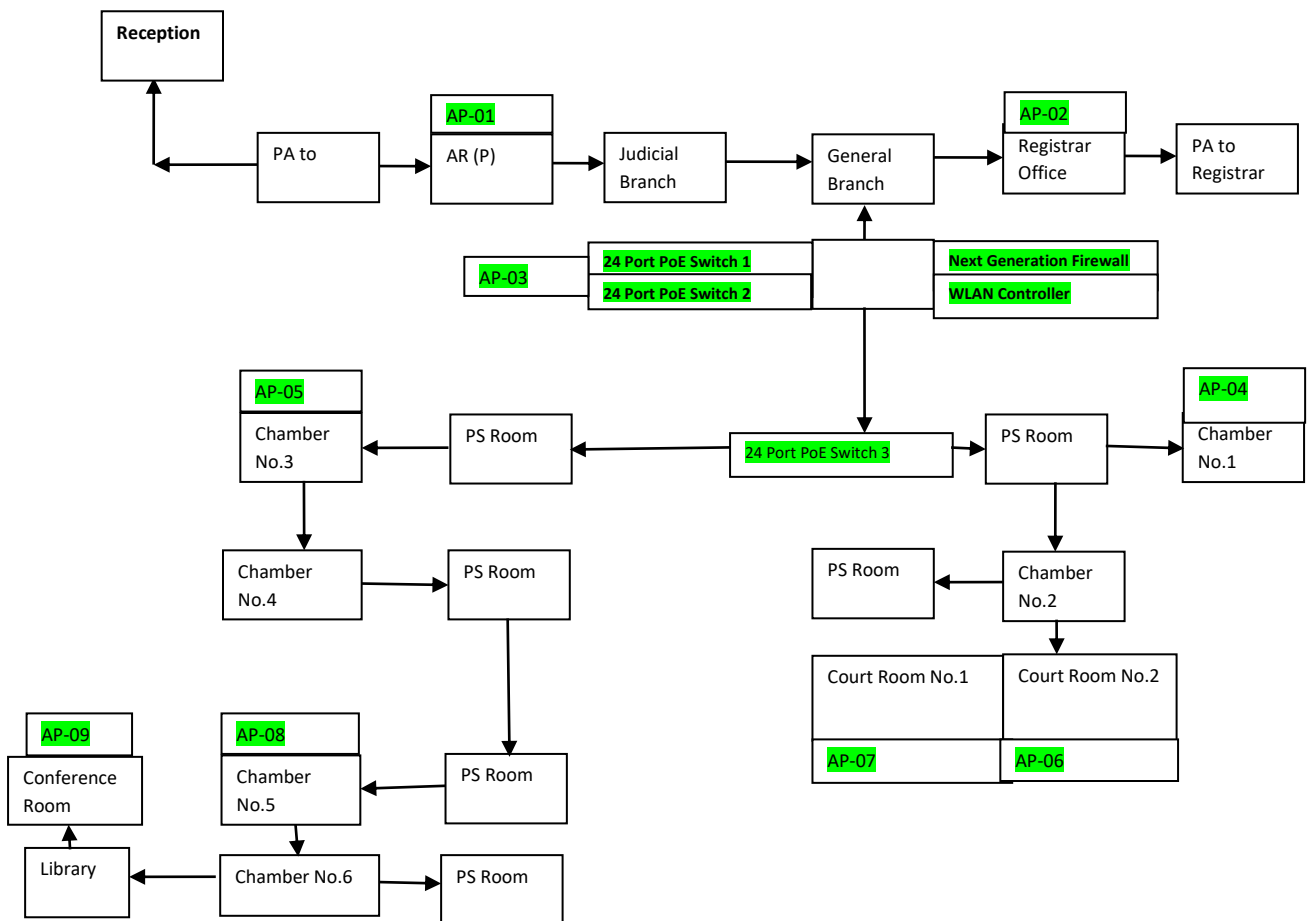 Reception
AP-01
AP-02
PA to
AR (P)
Judicial
Branch
General
Branch
Registrar
Office
PA to
Registrar
AP-03
24 Port PoE Switch 1
24 Port PoE Switch 2
Next Generation Firewall
WLAN Controller
AP-05
AP-04
Chamber
No.3
PS Room
24 Port PoE Switch 3
PS Room
Chamber
No.1
Chamber
No.4
PS Room
PS Room
Chamber
No.2
Court Room No.1
Court Room No.2
AP-09
AP-08
AP-07
AP-06
Conference
Room
Chamber
No.5
PS Room
Library
Chamber No.6
PS Room